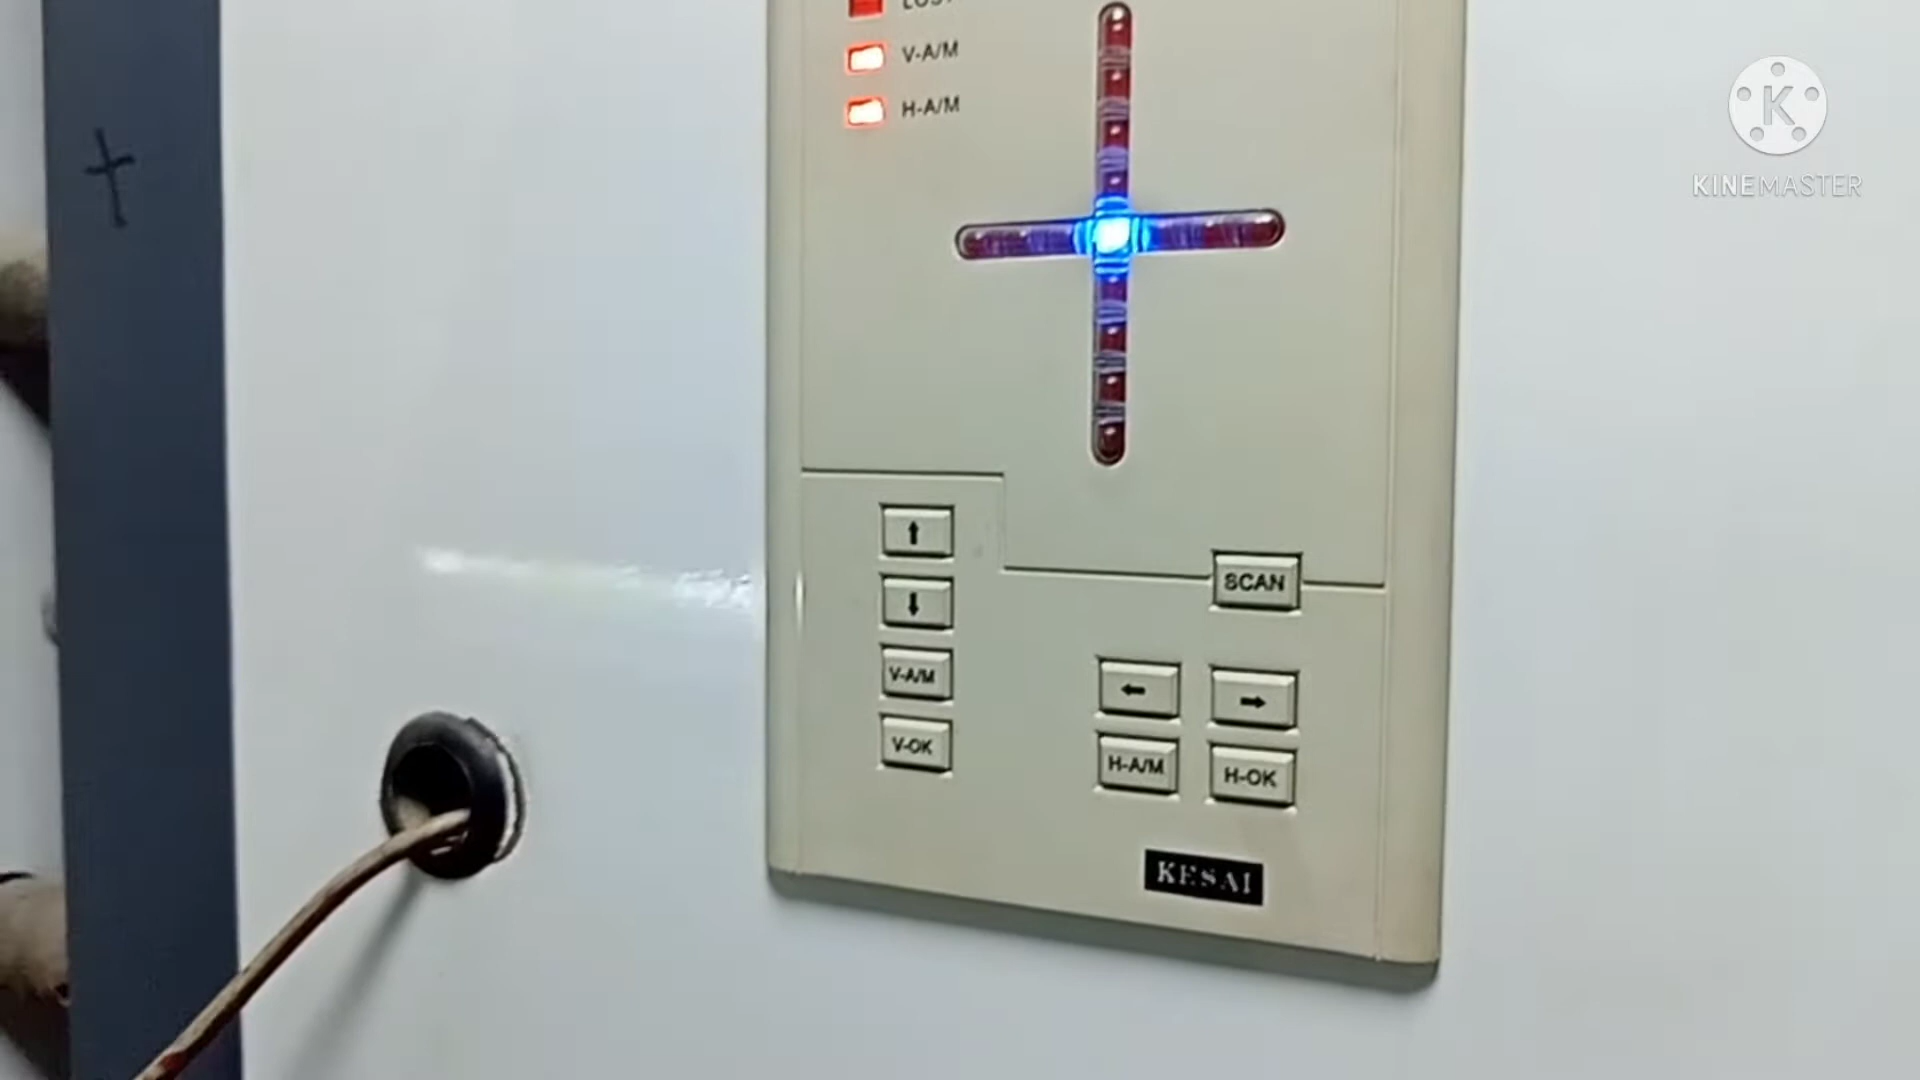 V-A/M
H-A/M
KINEMASTER
↑
↓
SCAN
V-A/M
← →
V-OK
H-A/M H-OK
KESAI